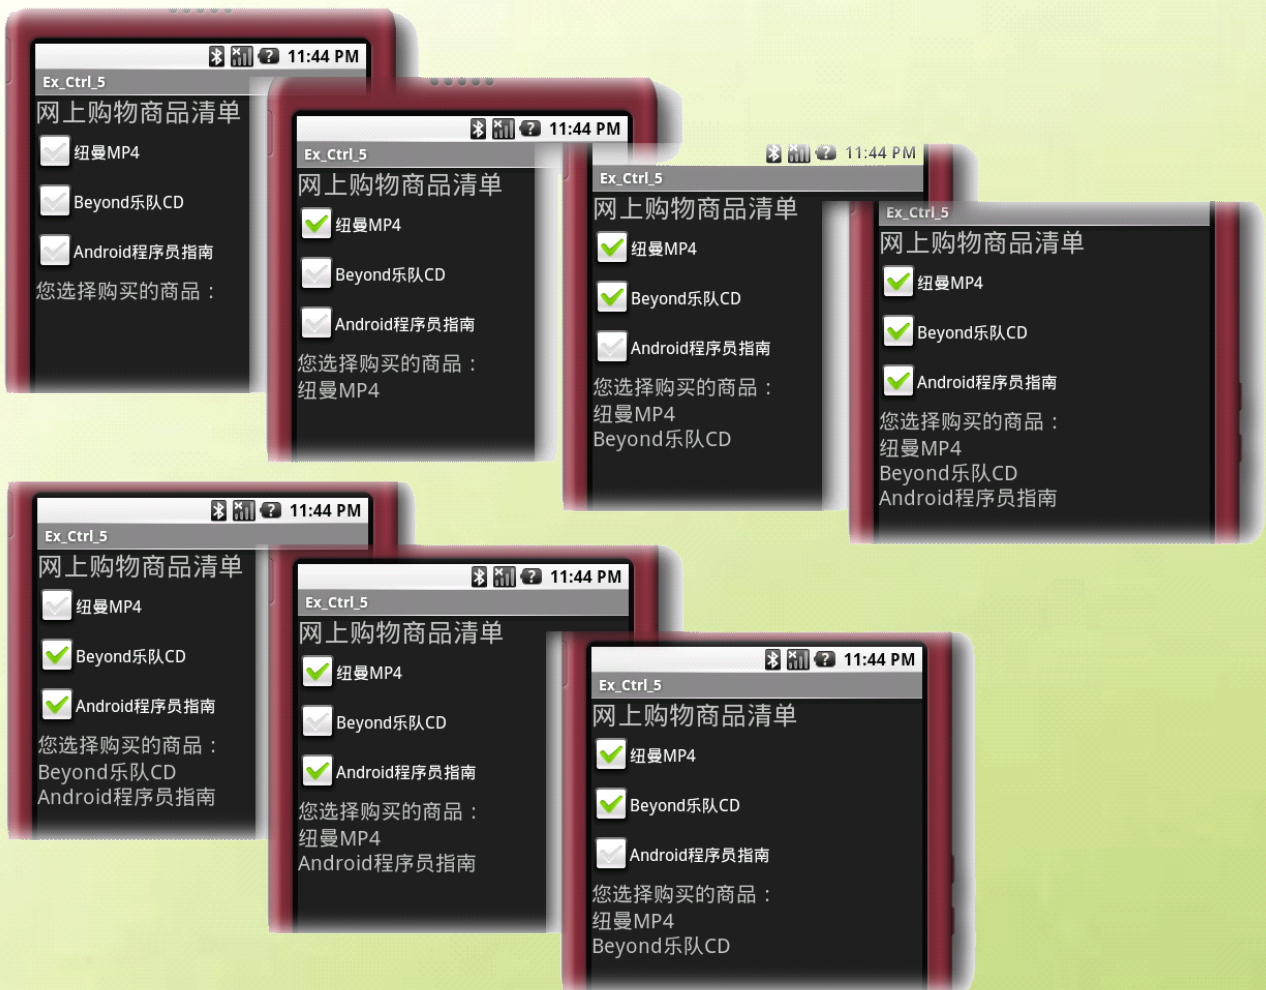 11:44 PM
Ex_Ctrl_5
网上购物商品清单
纽曼MP4
Beyond乐队CD
Android程序员指南
您选择购买的商品：
11:44 PM
Ex_Ctrl_5
网上购物商品清单
纽曼MP4
Beyond乐队CD
Android程序员指南
您选择购买的商品：
纽曼MP4
11:44 PM
Ex_Ctrl_5
网上购物商品清单
纽曼MP4
Beyond乐队CD
Android程序员指南
您选择购买的商品：
纽曼MP4
Beyond乐队CD
Ex_Ctrl_5
网上购物商品清单
纽曼MP4
Beyond乐队CD
Android程序员指南
您选择购买的商品：
纽曼MP4
Beyond乐队CD
Android程序员指南
11:44 PM
Ex_Ctrl_5
网上购物商品清单
纽曼MP4
Beyond乐队CD
Android程序员指南
您选择购买的商品：
Beyond乐队CD
Android程序员指南
11:44 PM
Ex_Ctrl_5
网上购物商品清单
纽曼MP4
Beyond乐队CD
Android程序员指南
您选择购买的商品：
纽曼MP4
Android程序员指南
11:44 PM
Ex_Ctrl_5
网上购物商品清单
纽曼MP4
Beyond乐队CD
Android程序员指南
您选择购买的商品：
纽曼MP4
Beyond乐队CD